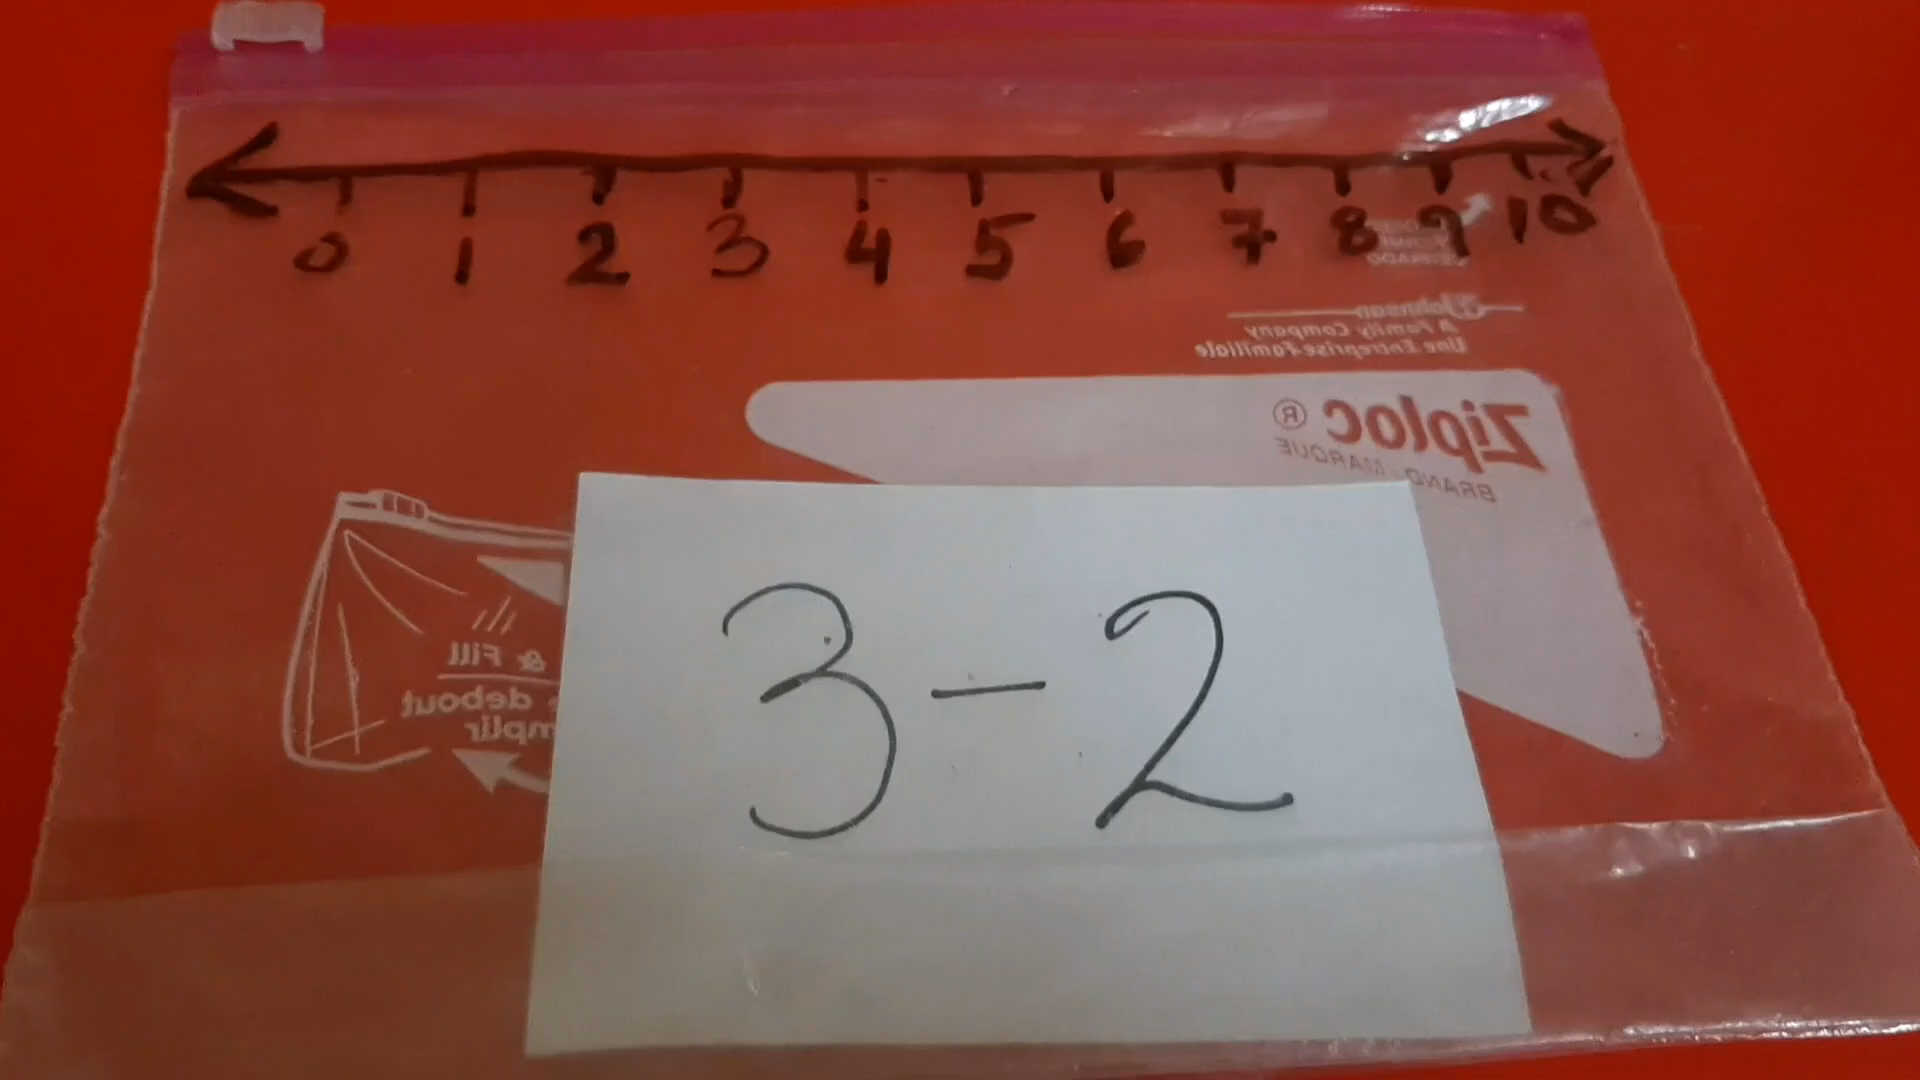 0 1 2 3 4 5 6 7 8 9 10
Johnson
A Family Company
Une Entreprise Familiale
Ziploc®
BRAND MARQUE
3-2
& Fill
debout